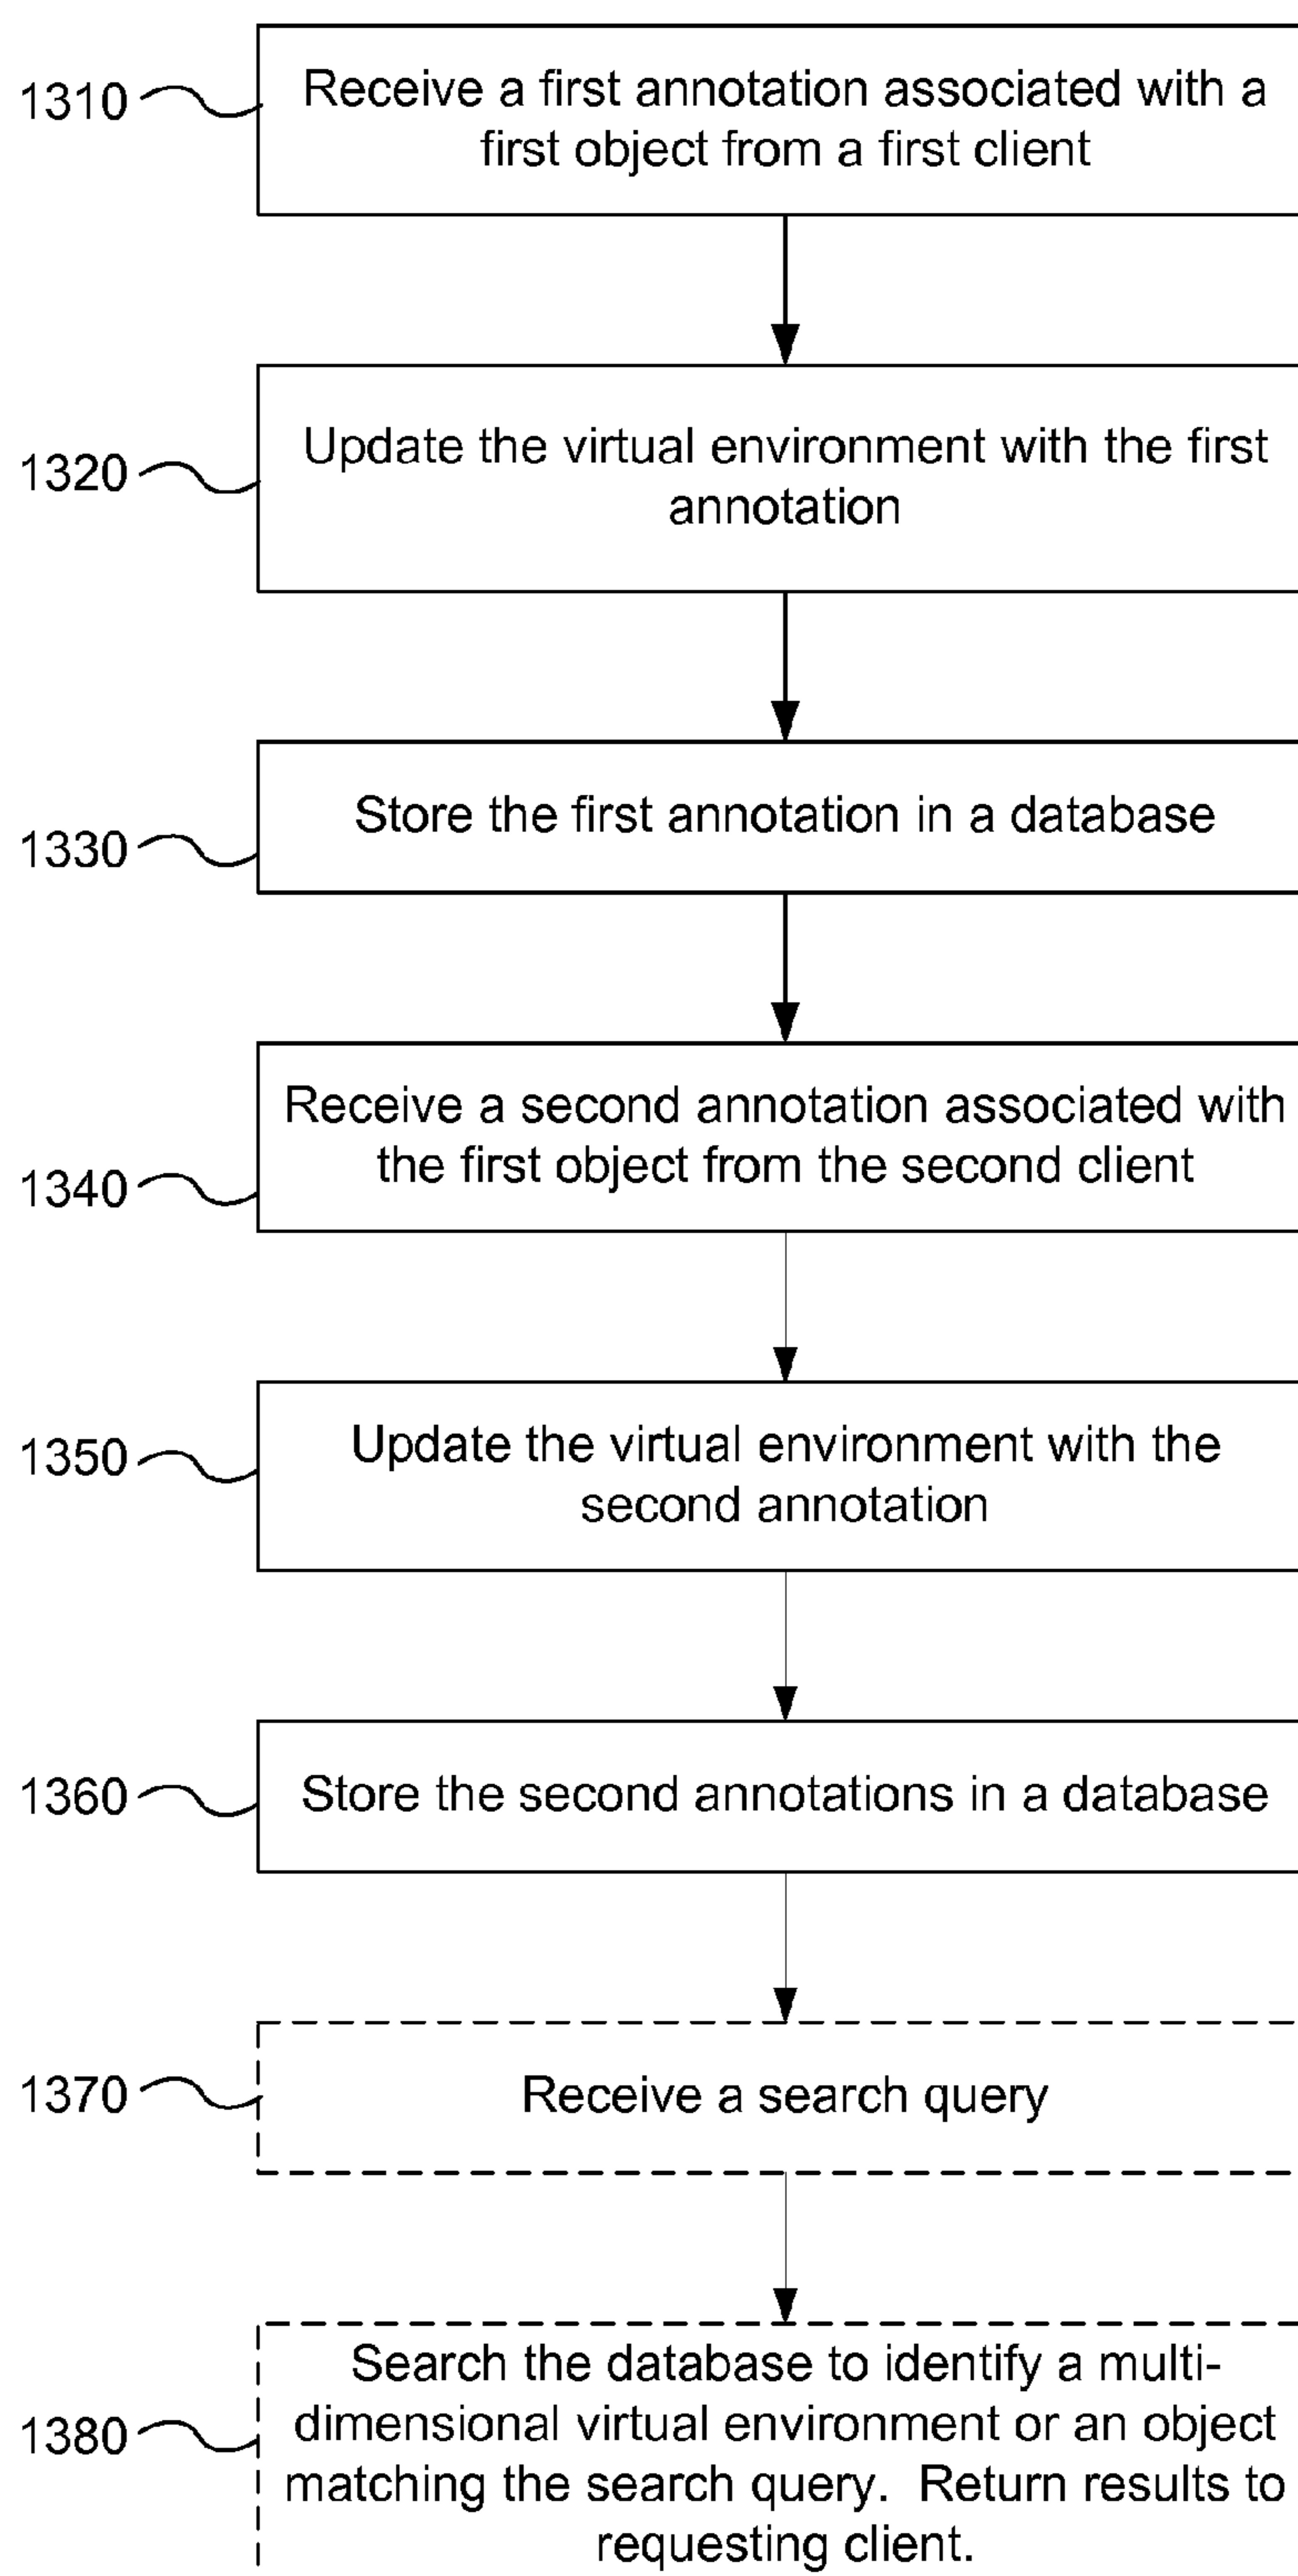 1310
Receive a first annotation associated with a
first object from a first client
1320
Update the virtual environment with the first
annotation
1330
Store the first annotation in a database
1340
Receive a second annotation associated with
the first object from the second client
1350
Update the virtual environment with the
second annotation
1360
Store the second annotations in a database
1370
Receive a search query
1380
Search the database to identify a multi-
dimensional virtual environment or an object
matching the search query.  Return results to
requesting client.